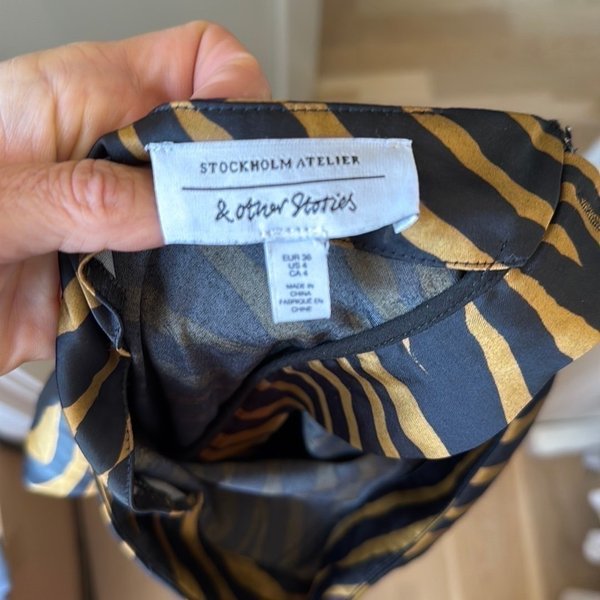 STOCKHOLM ATELIER
& other Stories
EUR 36
US 4
CA 4
MADE IN
CHINA
FABRIQUÉ EN
CHINE